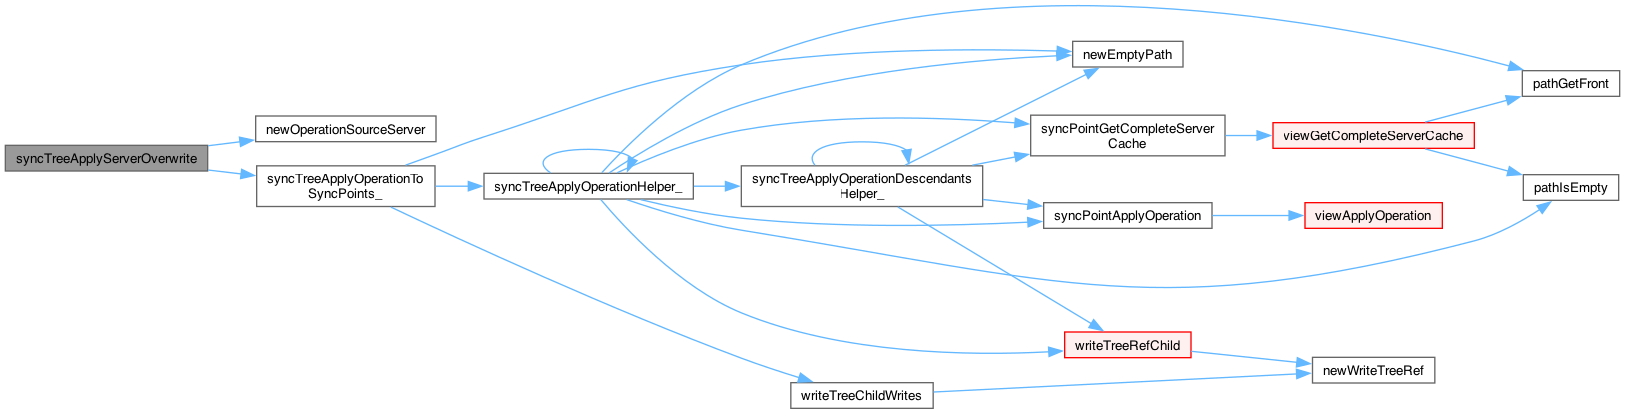 syncTreeApplyServerOverwrite
newOperationSourceServer
syncTreeApplyOperationTo
SyncPoints_
syncTreeApplyOperationHelper_
syncTreeApplyOperationDescendants
Helper_
writeTreeChildWrites
newEmptyPath
syncPointGetCompleteServer
Cache
syncPointApplyOperation
writeTreeRefChild
viewGetCompleteServerCache
viewApplyOperation
newWriteTreeRef
pathGetFront
pathIsEmpty